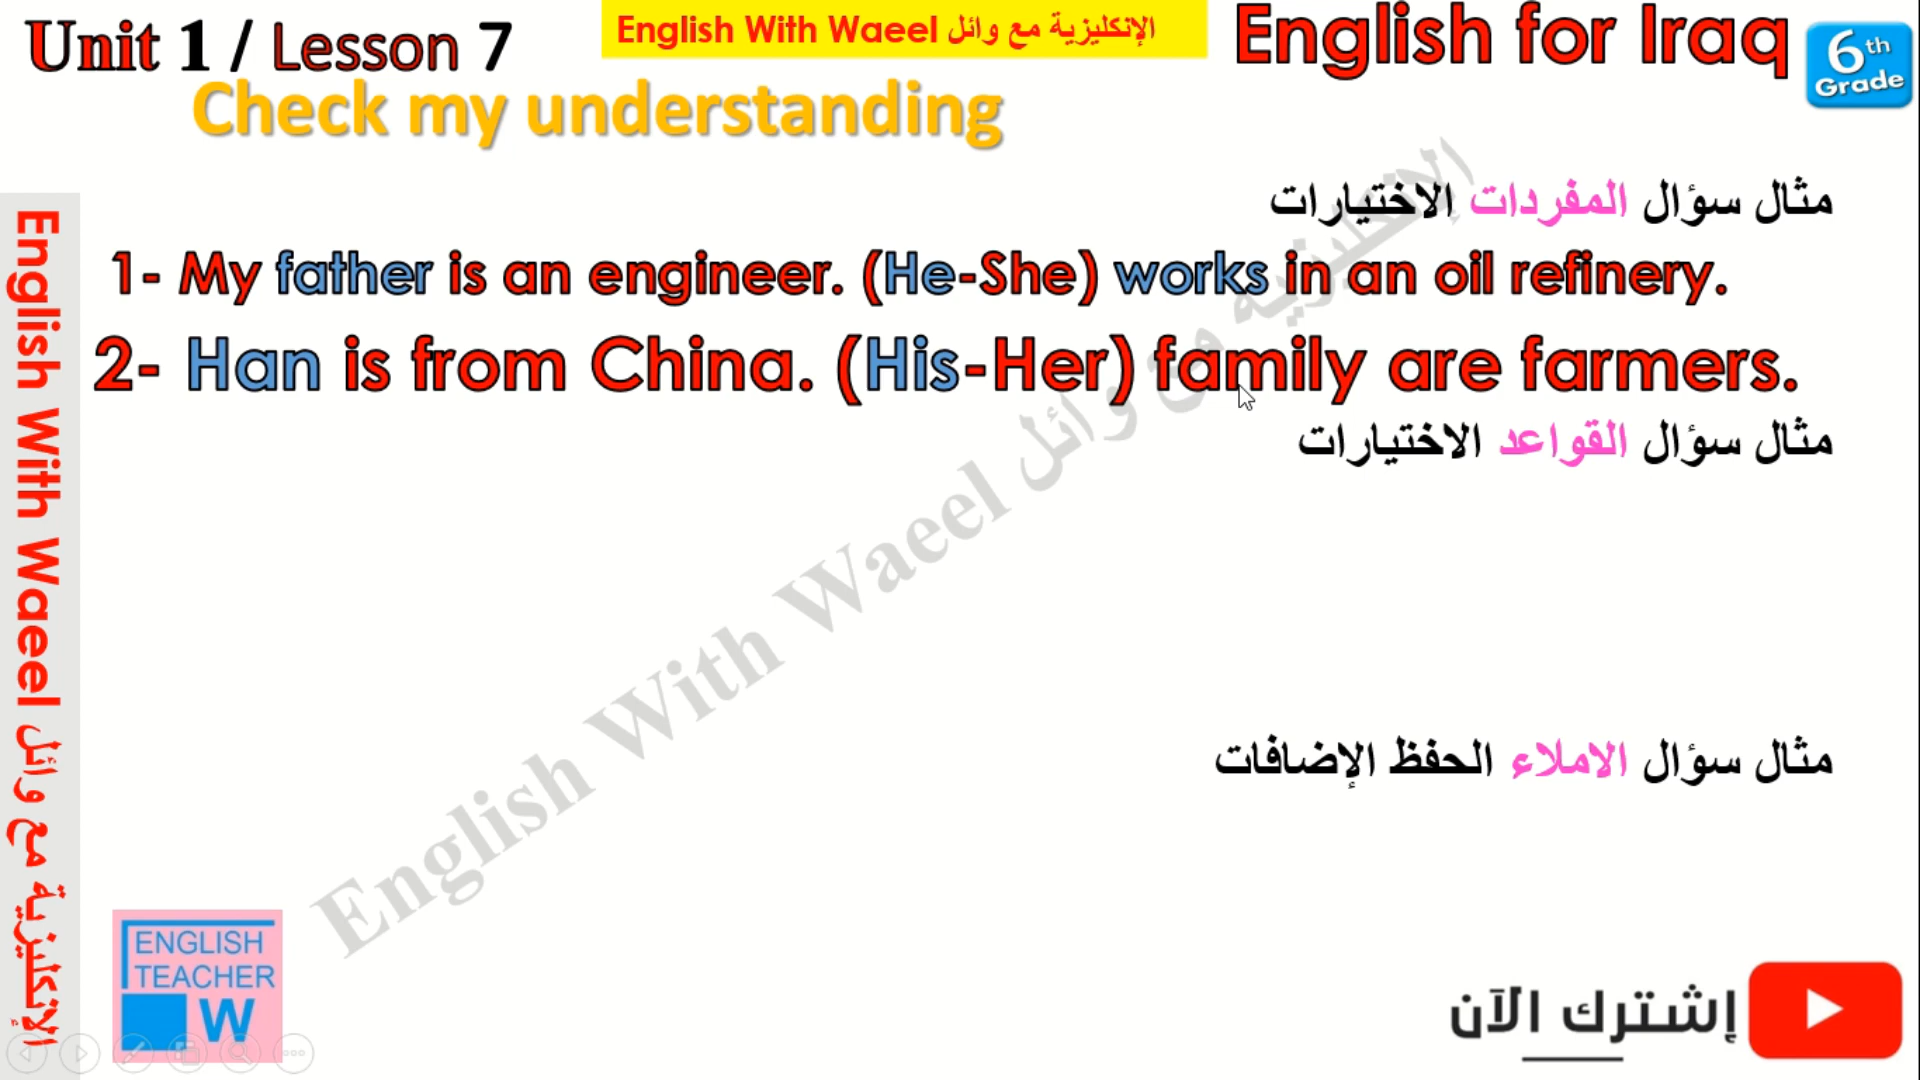 Unit 1 / Lesson 7
English With Waeel الإنكليزية مع وائل
English for Iraq
6th Grade
Check my understanding
مثال سؤال المفردات الاختيارات
1- My father is an engineer. (He-She) works in an oil refinery.
2- Han is from China. (His-Her) family are farmers.
مثال سؤال القواعد الاختيارات
مثال سؤال الاملاء الحفظ الإضافات
English With Waeel الإنكليزية مع وائل
English With Waeel الإنكليزية مع وائل
ENGLISH
TEACHER
W
إشترك الآن